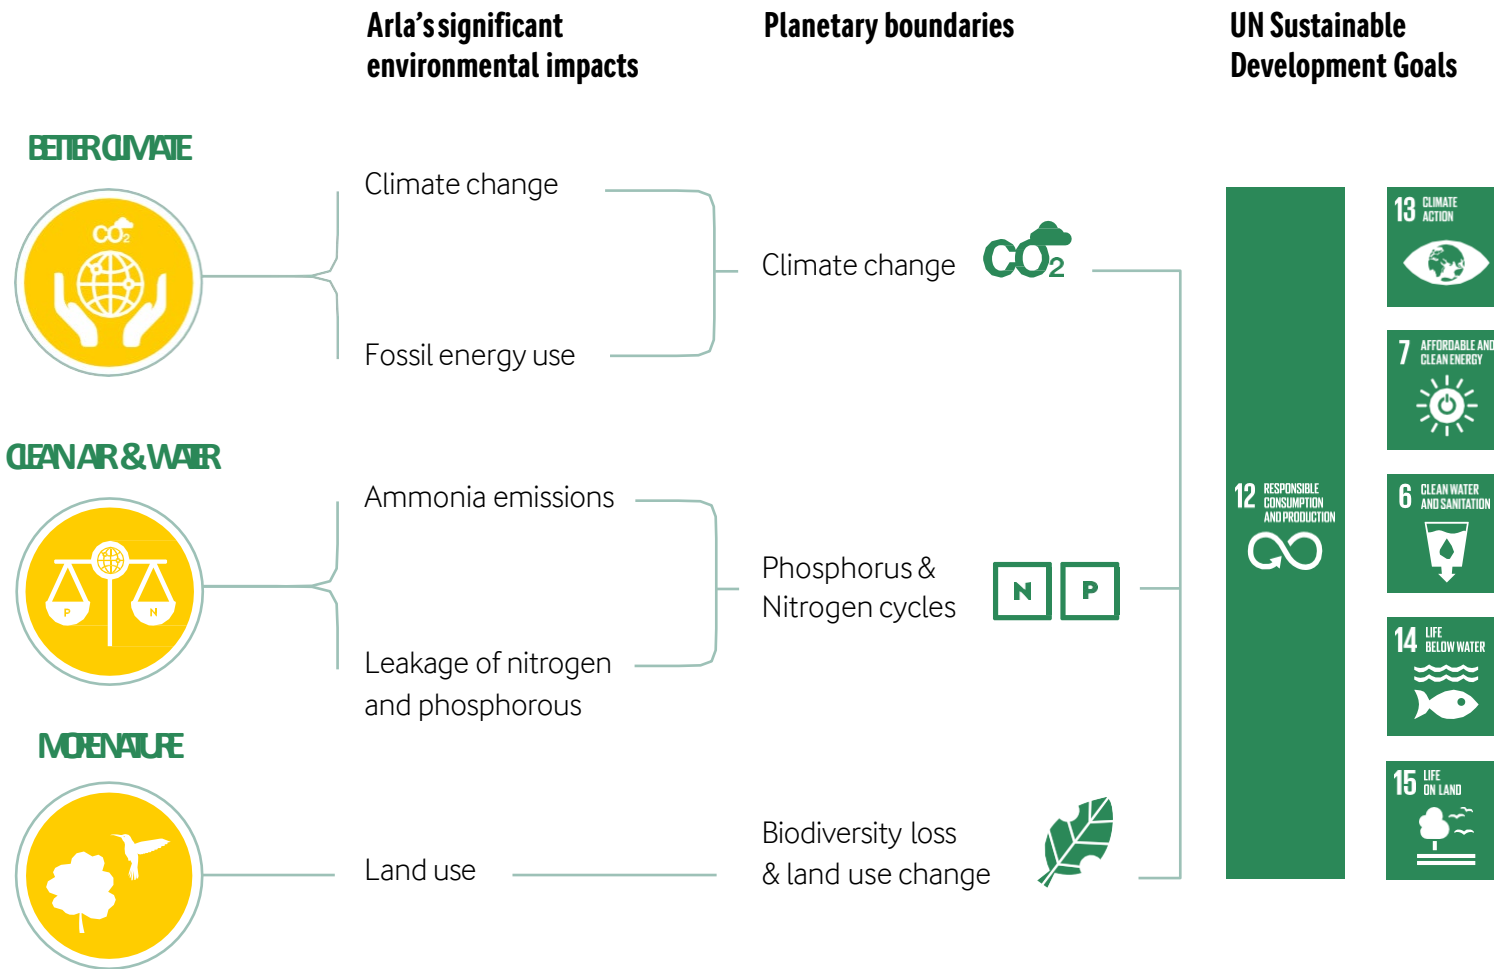 Arla's significant
environmental impacts
Planetary boundaries
UN Sustainable
Development Goals
BETTER CLIMATE
CO2
Climate change
Fossil energy use
Climate change
CO2
CLEAN AIR & WATER
P
N
Ammonia emissions
Leakage of nitrogen
and phosphorous
Phosphorus &
Nitrogen cycles
N
P
MORE NATURE
Land use
Biodiversity loss
& land use change
12 RESPONSIBLE
CONSUMPTION
AND PRODUCTION
13 CLIMATE
ACTION
7 AFFORDABLE AND
CLEAN ENERGY
6 CLEAN WATER
AND SANITATION
14 LIFE
BELOW WATER
15 LIFE
ON LAND